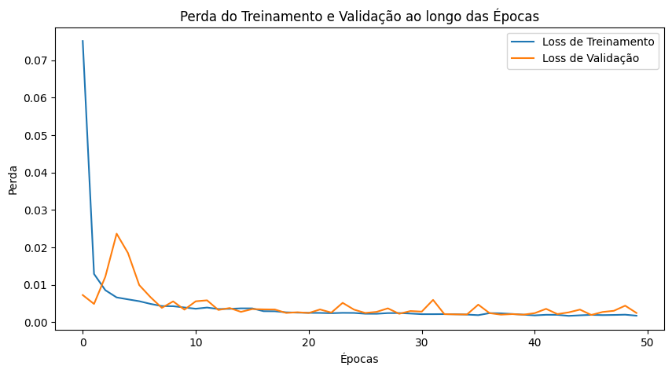 Perda do Treinamento e Validação ao longo das Épocas
Loss de Treinamento
Loss de Validação
Perda
0.07
0.06
0.05
0.04
0.03
0.02
0.01
0.00
0
10
20
30
40
50
Épocas